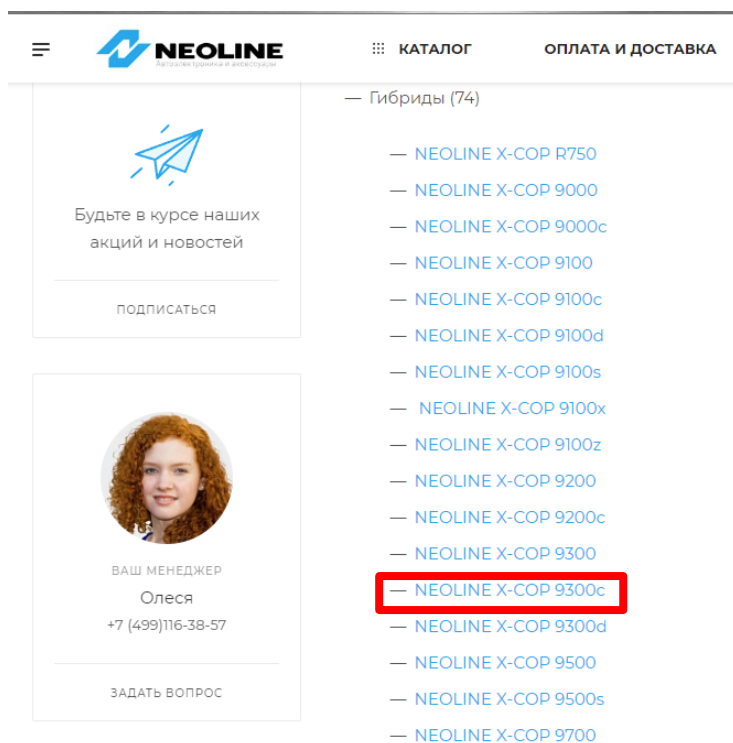 NEOLINE
Автоэлектроника и аксессуары
КАТАЛОГ
ОПЛАТА И ДОСТАВКА
Будьте в курсе наших
акций и новостей
ПОДПИСАТЬСЯ
ВАШ МЕНЕДЖЕР
Олеся
+7 (499)116-38-57
ЗАДАТЬ ВОПРОС
— Гибриды (74)
— NEOLINE X-COP R750
— NEOLINE X-COP 9000
— NEOLINE X-COP 9000c
— NEOLINE X-COP 9100
— NEOLINE X-COP 9100c
— NEOLINE X-COP 9100d
— NEOLINE X-COP 9100s
— NEOLINE X-COP 9100x
— NEOLINE X-COP 9100z
— NEOLINE X-COP 9200
— NEOLINE X-COP 9200c
— NEOLINE X-COP 9300
— NEOLINE X-COP 9300c
— NEOLINE X-COP 9300d
— NEOLINE X-COP 9500
— NEOLINE X-COP 9500s
— NEOLINE X-COP 9700